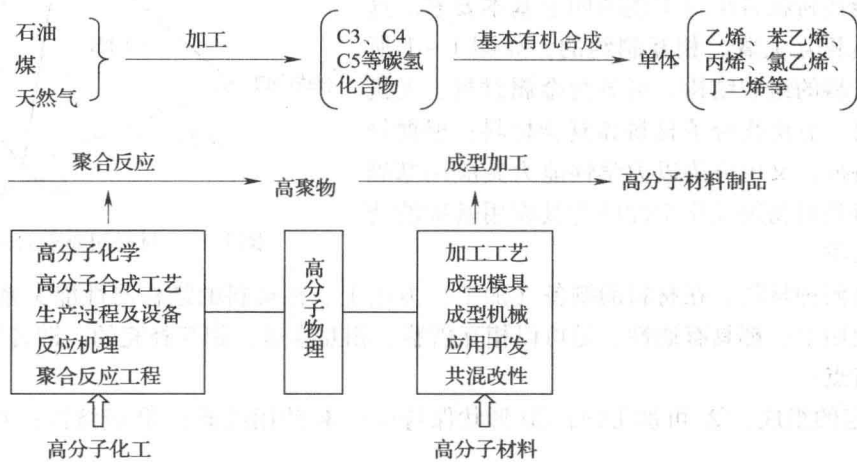 石油
煤
天然气
加工
C3、C4
C5等碳氢
化合物
基本有机合成
单体
乙烯、苯乙烯、
丙烯、氯乙烯、
丁二烯等
聚合反应
高聚物
成型加工
高分子材料制品
高分子化学
高分子合成工艺
生产过程及设备
反应机理
聚合反应工程
高分子物理
加工工艺
成型模具
成型机械
应用开发
共混改性
高分子化工
高分子材料